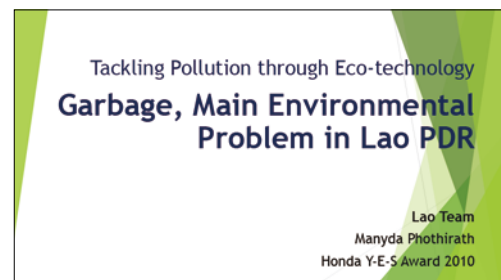 Tackling Pollution through Eco-technology
Garbage, Main Environmental
Problem in Lao PDR
Lao Team
Manyda Phothirath
Honda Y-E-S Award 2010